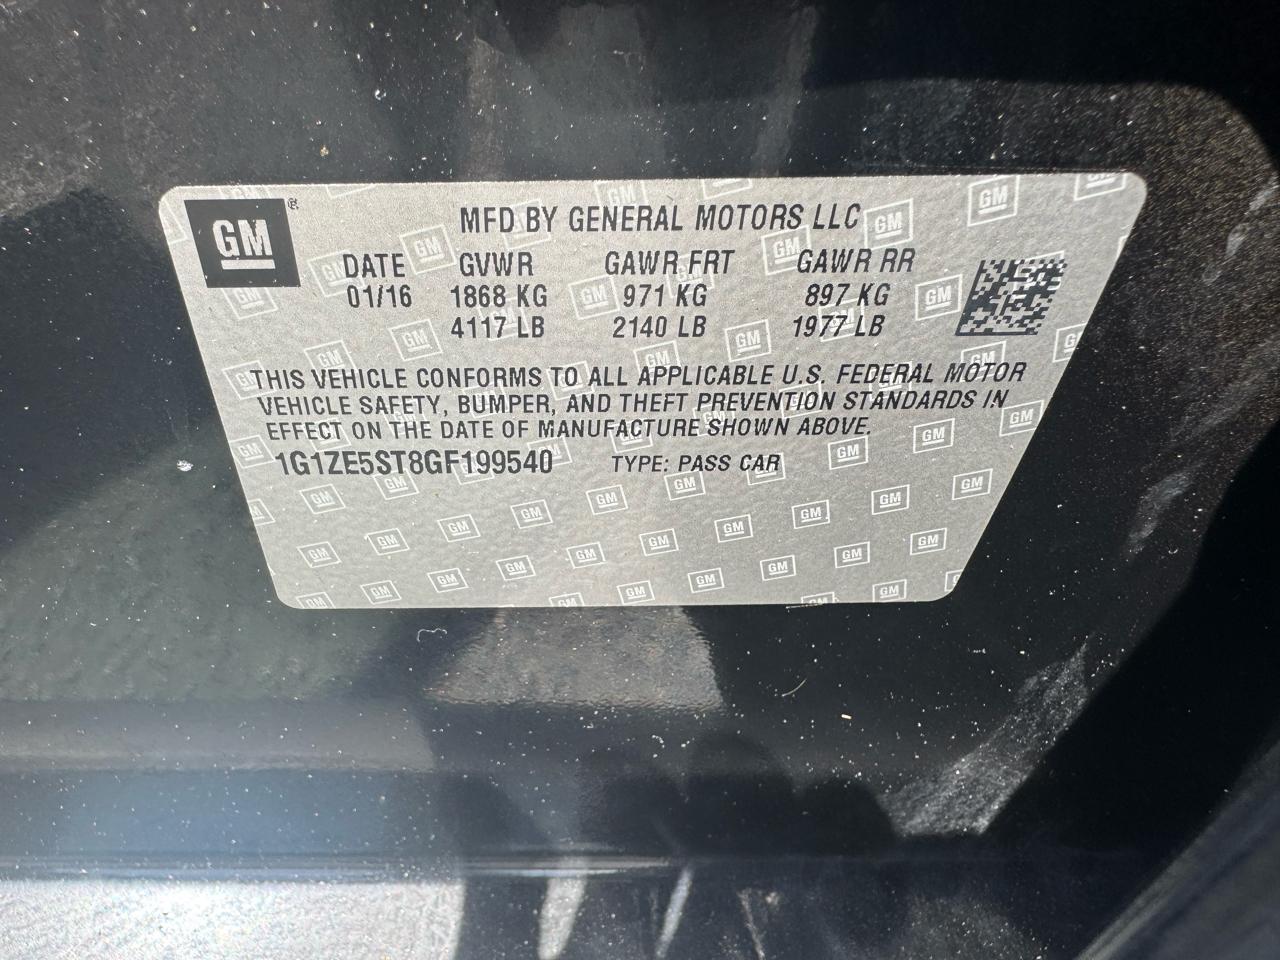 GM
MFD BY GENERAL MOTORS LLC
DATE GVWR GAWR FRT GAWR RR
01/16 1868 KG 971 KG 897 KG
4117 LB 2140 LB 1977 LB
THIS VEHICLE CONFORMS TO ALL APPLICABLE U.S. FEDERAL MOTOR
VEHICLE SAFETY, BUMPER, AND THEFT PREVENTION STANDARDS IN
EFFECT ON THE DATE OF MANUFACTURE SHOWN ABOVE.
1G1ZE5ST8GF199540 TYPE: PASS CAR